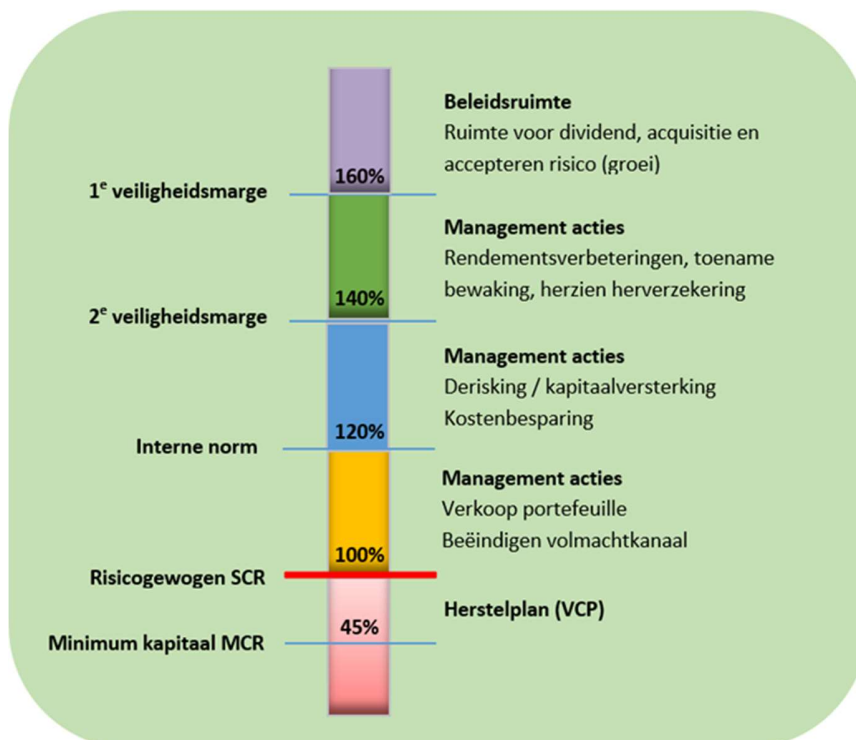 Beleidsruimte
Ruimte voor dividend, acquisitie en
accepteren risico (groei)
160%
1e veiligheidsmarge
Management acties
Rendementsverbeteringen, toename
bewaking, herzien herverzekering
140%
2e veiligheidsmarge
Management acties
Derisking / kapitaalversterking
Kostenbesparing
120%
Interne norm
Management acties
Verkoop portefeuille
Beëindigen volmachtkanaal
100%
Risicogewogen SCR
Herstelplan (VCP)
45%
Minimum kapitaal MCR